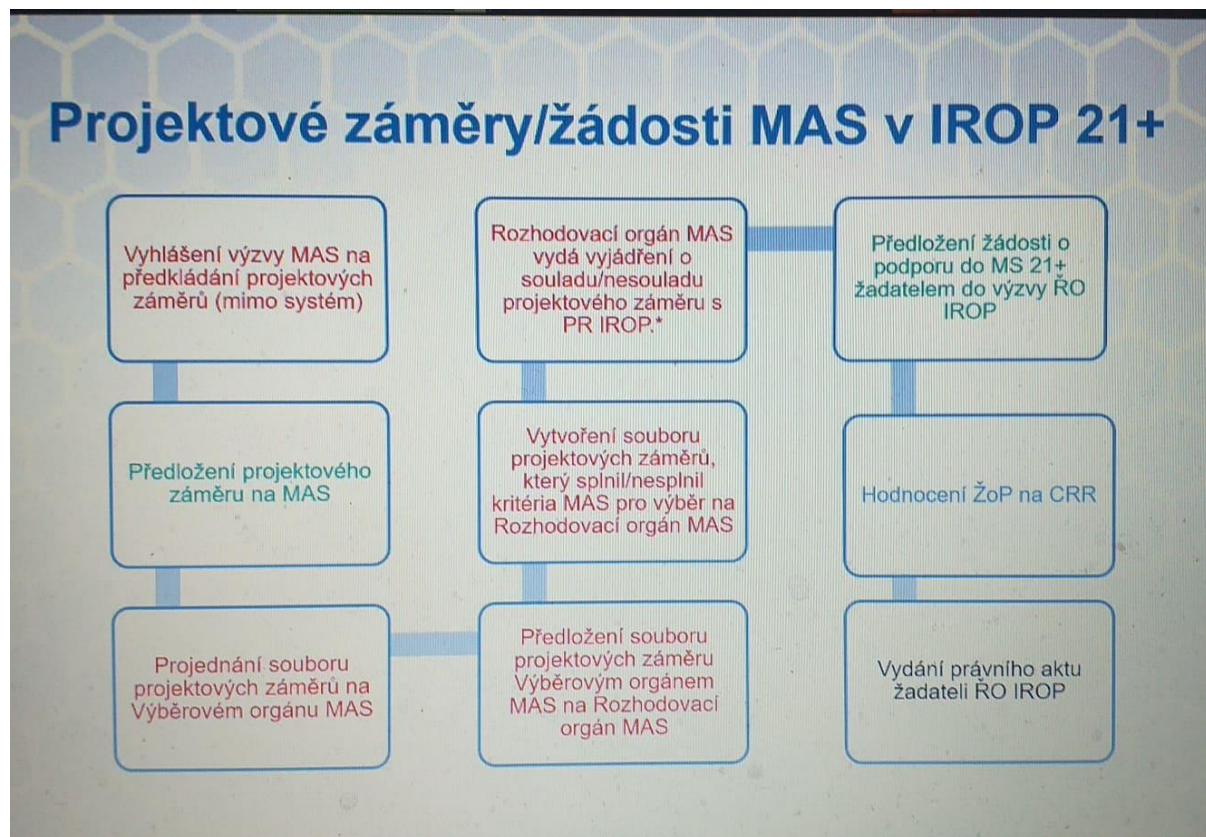 Projektové záměry/žádosti MAS v IROP 21+
Vyhlášení výzvy MAS na
předkládání projektových
záměrů (mimo systém)
Předložení projektového
záměru na MAS
Projednání souboru
projektových záměrů na
Výběrovém orgánu MAS
Předložení souboru
projektových záměru
Výběrovým orgánem
MAS na Rozhodovací
orgán MAS
Vytvoření souboru
projektových záměrů,
který splnil/nesplnil
kritéria MAS pro výběr na
Rozhodovací orgán MAS
Rozhodovací orgán MAS
vydá vyjádření o
souladu/nesouladu
projektového záměru s
PR IROP.*
Předložení žádosti o
podporu do MS 21+
žadatelem do výzvy ŘO
IROP
Hodnocení ŽoP na CRR
Vydání právního aktu
žadateli ŘO IROP